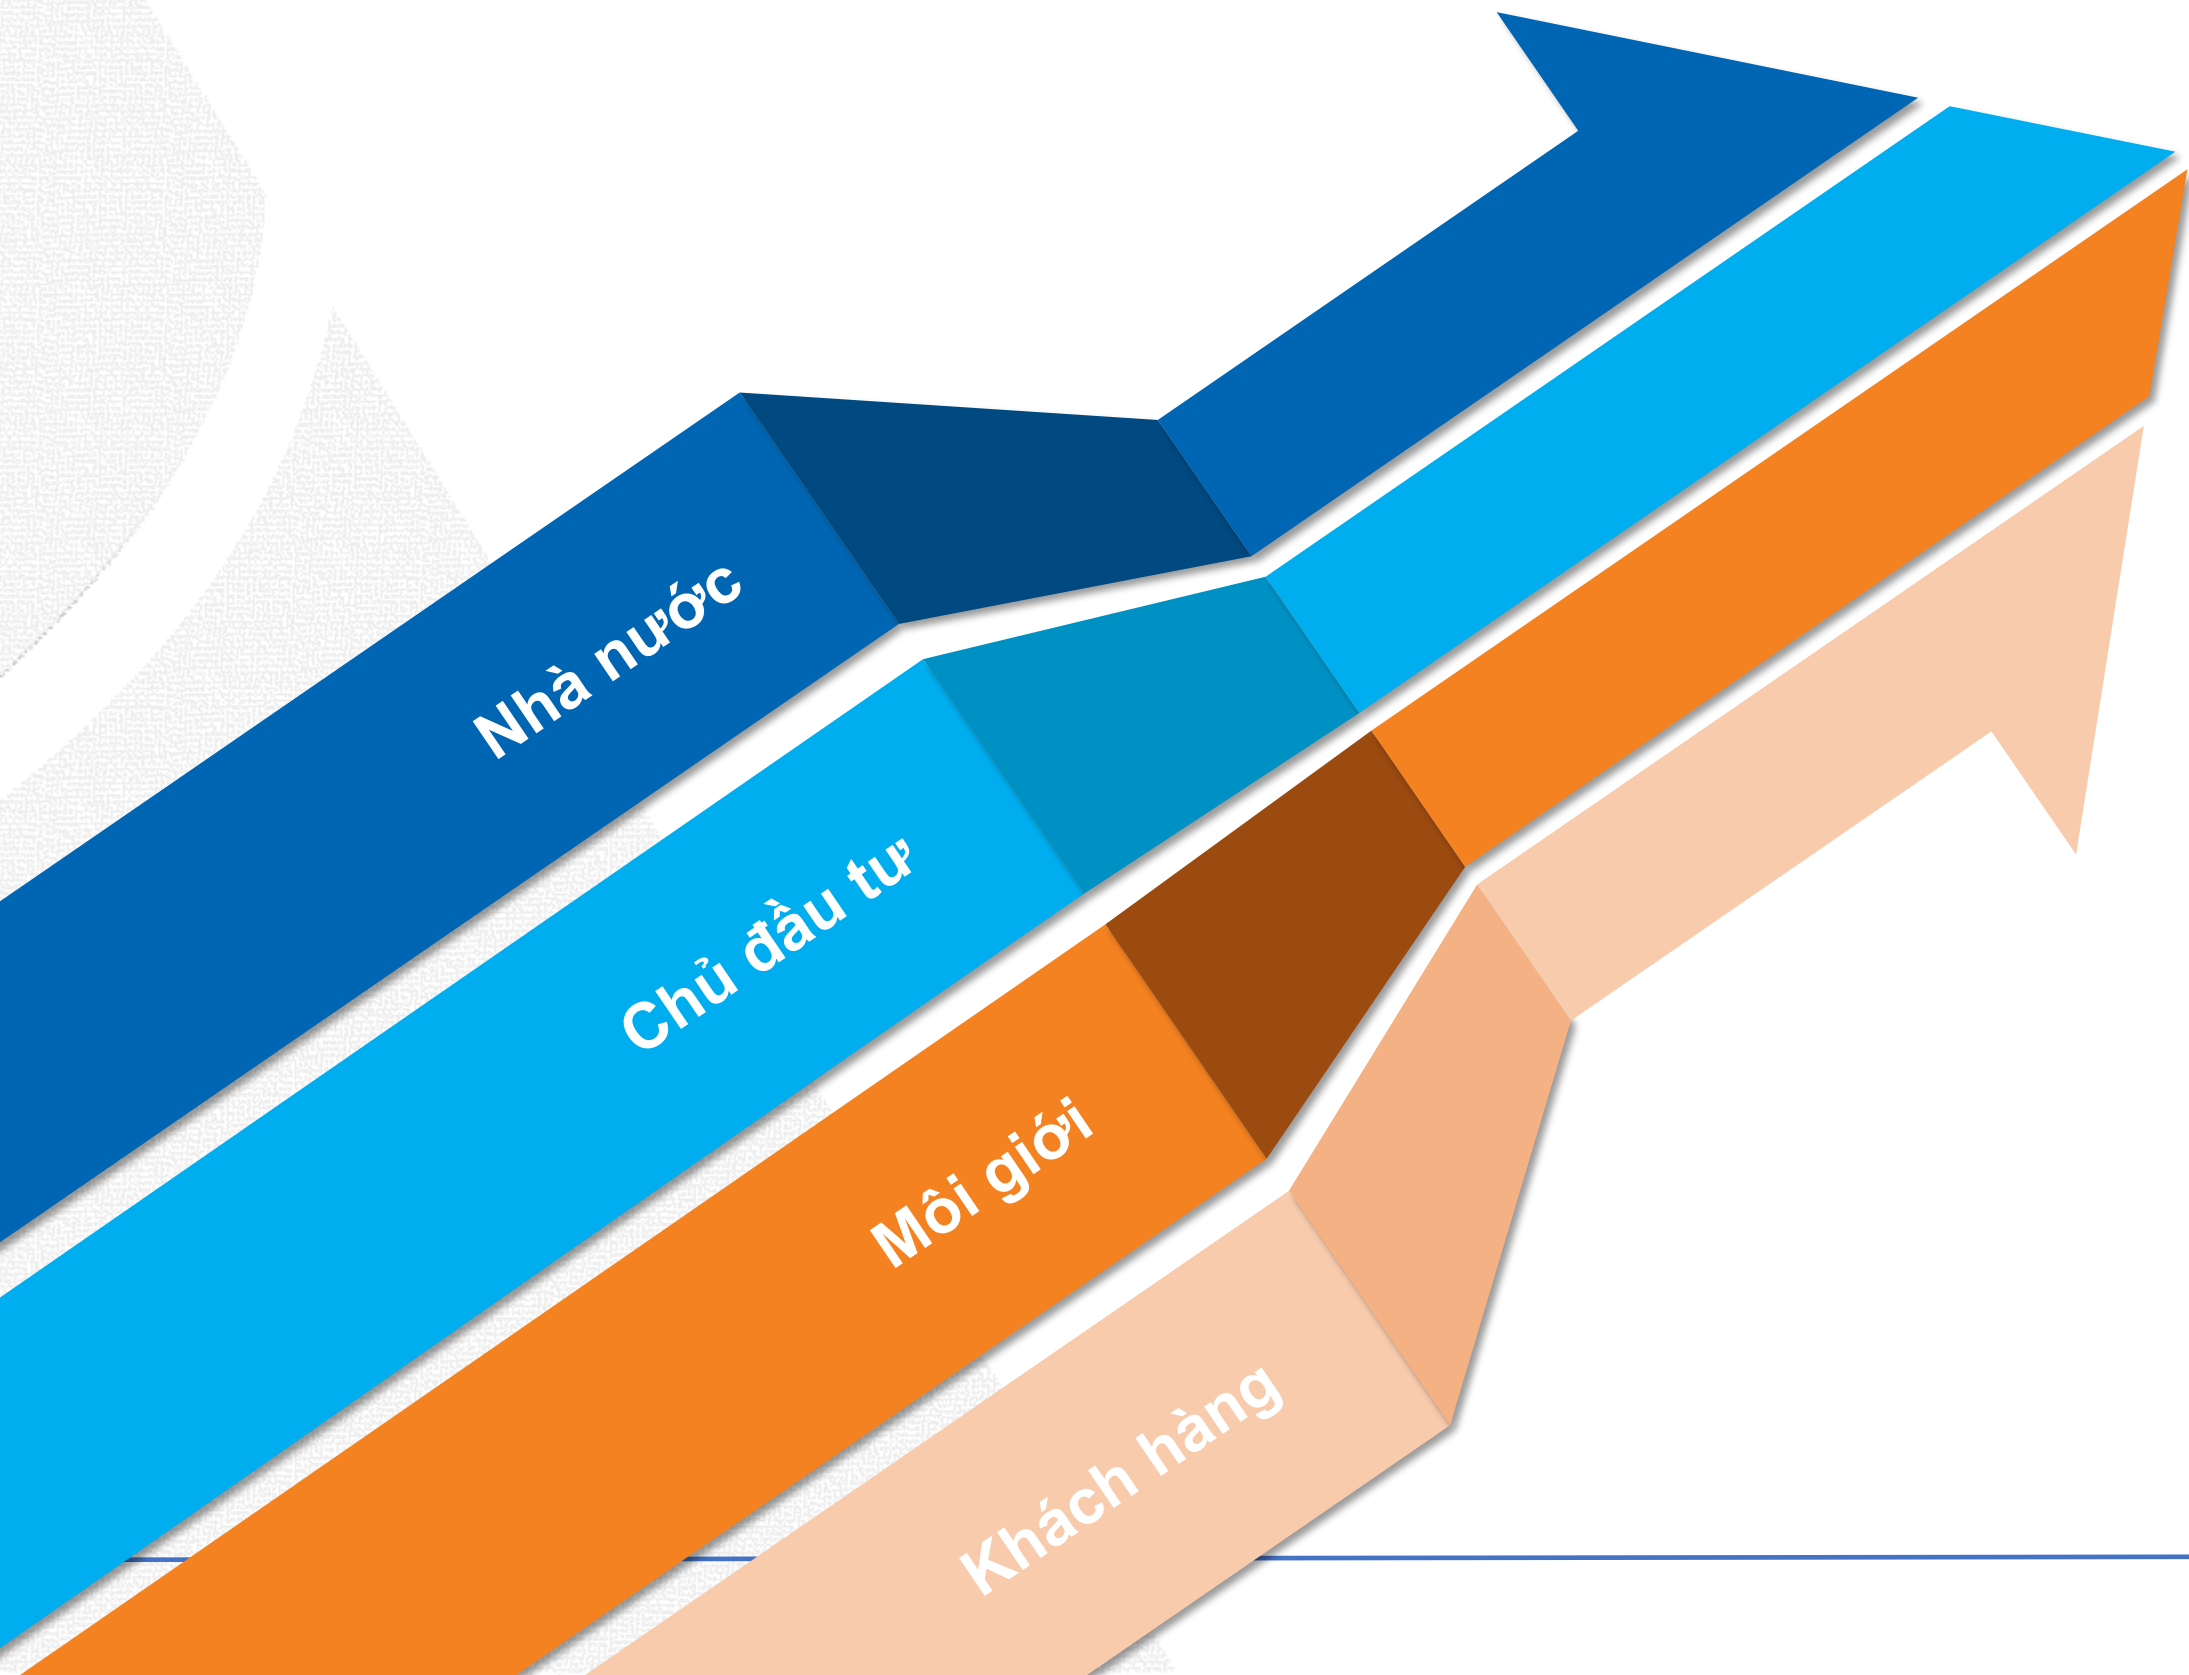 Nhà nước
Chủ đầu tư
Môi giới
Khách hàng